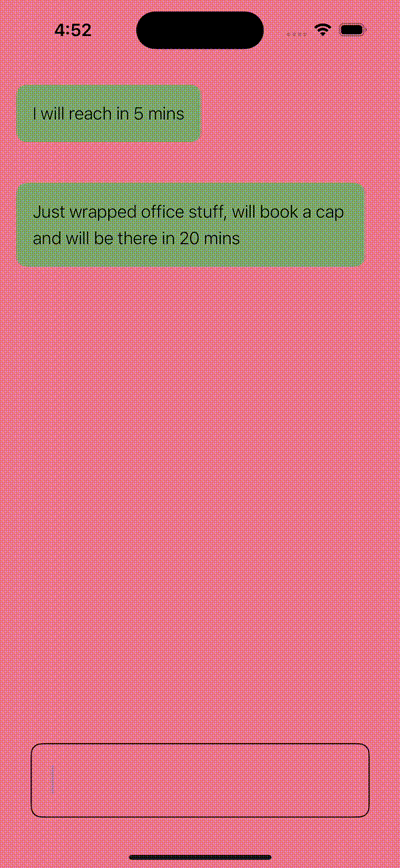 4:52
I will reach in 5 mins
Just wrapped office stuff, will book a cap
and will be there in 20 mins